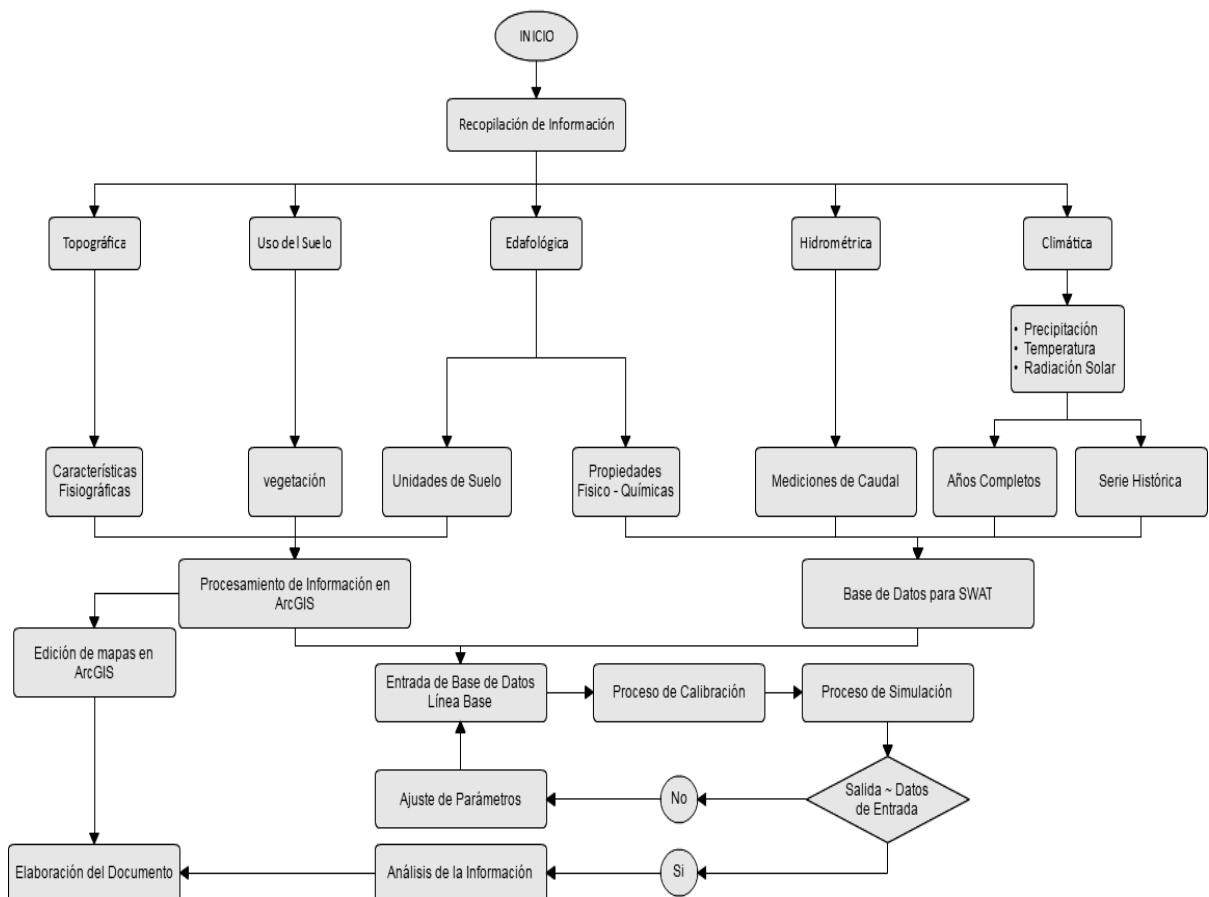 INICIO
Recopilación de Información
Topográfica
Uso del Suelo
Edafológica
Hidrométrica
Climática
• Precipitación
• Temperatura
• Radiación Solar
Características
Fisiográficas
vegetación
Unidades de Suelo
Propiedades
Fisico - Químicas
Mediciones de Caudal
Años Completos
Serie Histórica
Procesamiento de Información en
ArcGIS
Base de Datos para SWAT
Edición de mapas en
ArcGIS
Entrada de Base de Datos
Línea Base
Proceso de Calibración
Proceso de Simulación
Ajuste de Parámetros
No
Salida ~ Datos
de Entrada
Elaboración del Documento
Análisis de la Información
Si